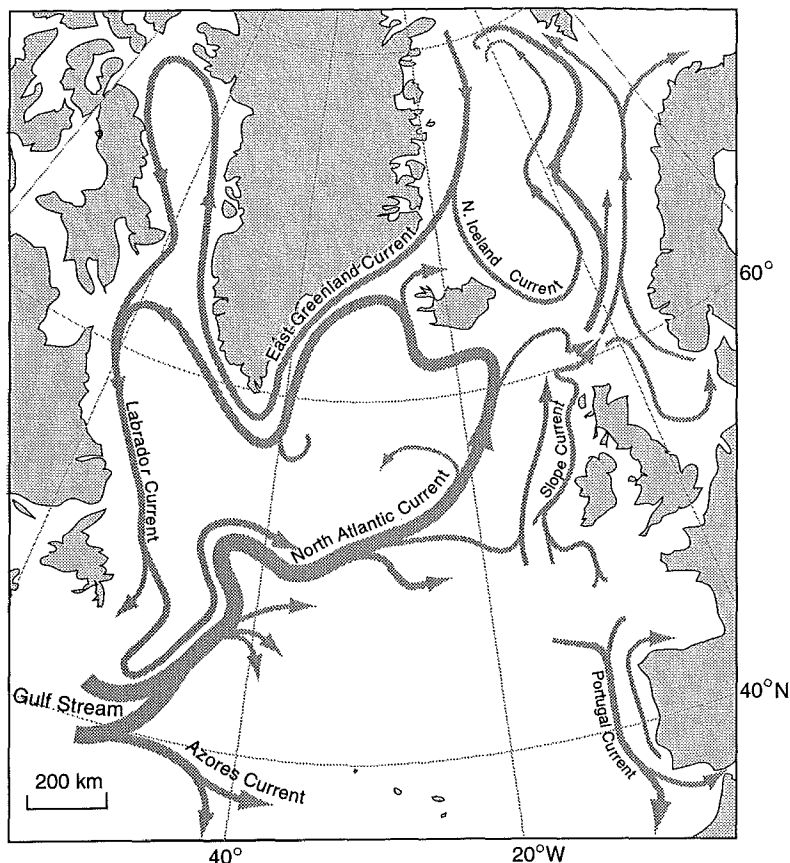 N. Iceland Current
60°
East Greenland Current
Labrador Current
Slope Current
North Atlantic Current
Gulf Stream
Portugal Current
40°N
Azores Current
200 km
40°
20°W